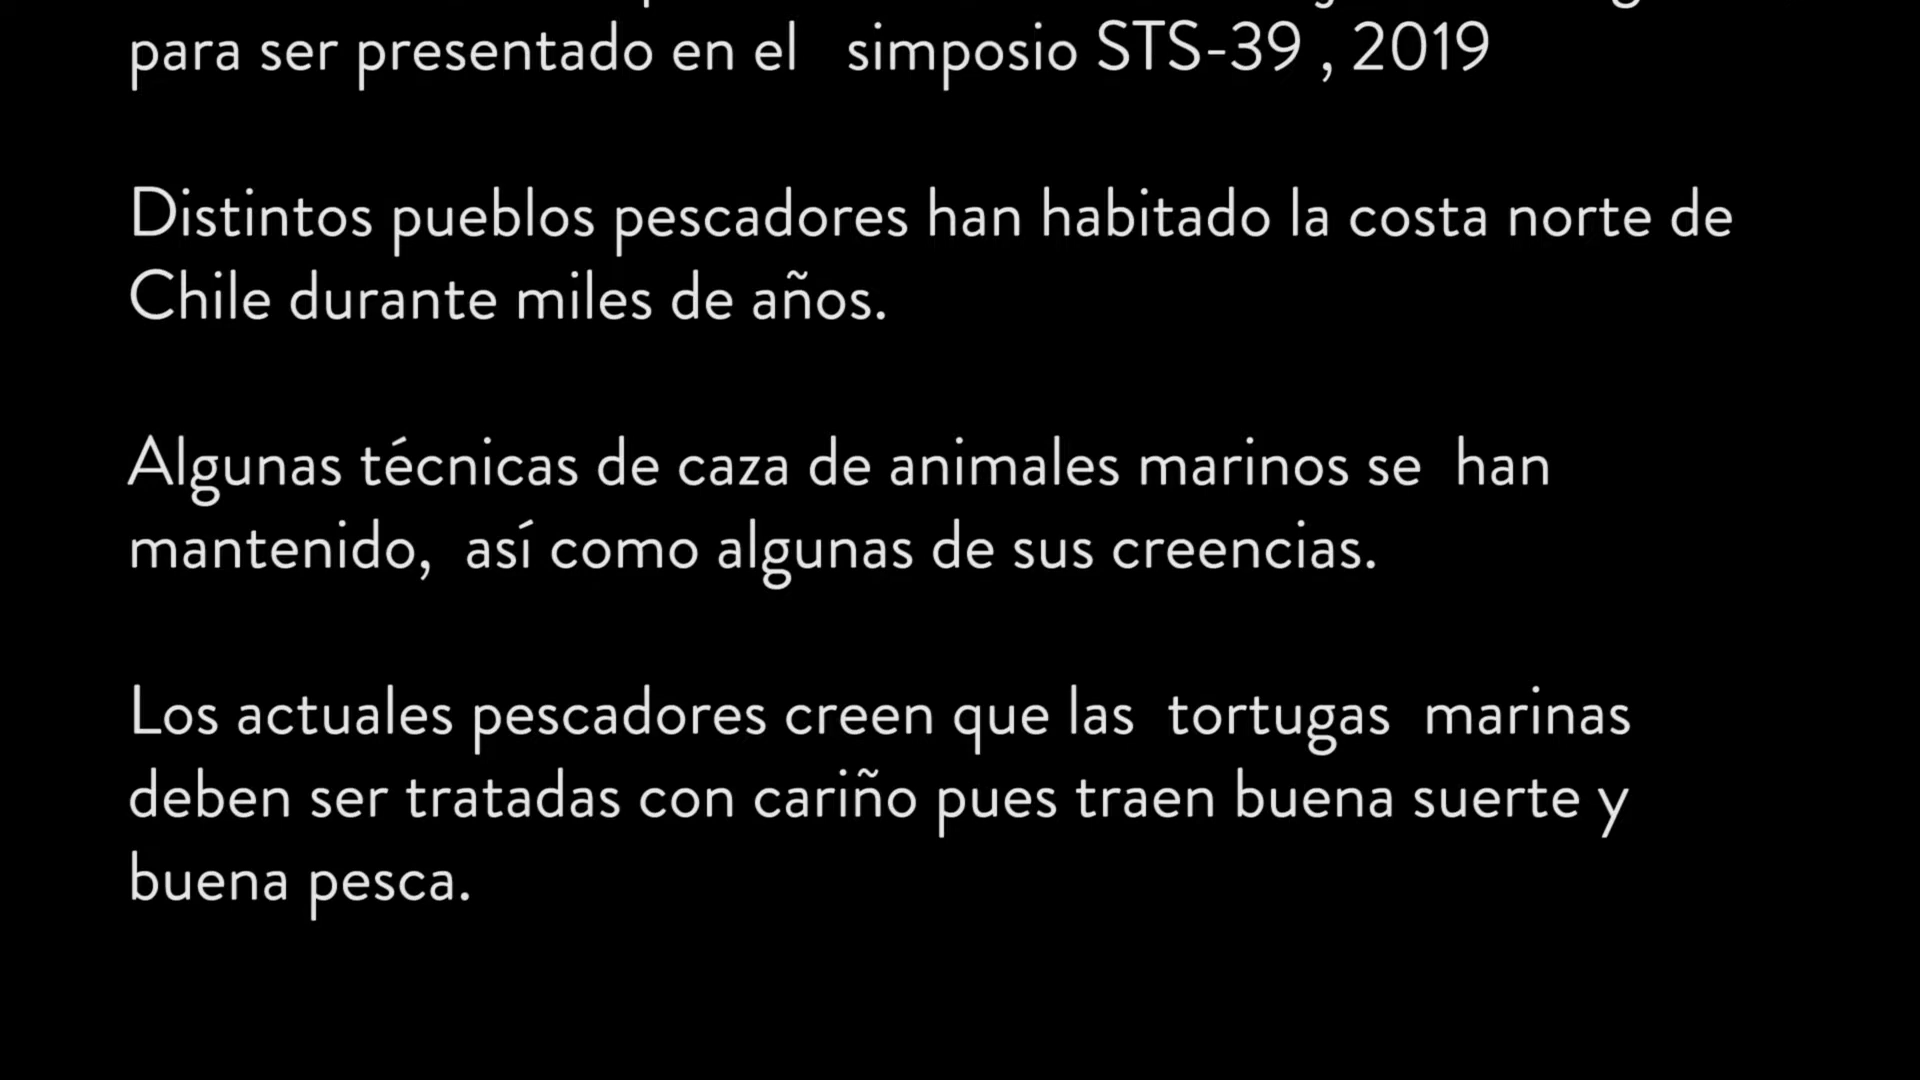 para ser presentado en el simposio STS-39 , 2019
Distintos pueblos pescadores han habitado la costa norte de
Chile durante miles de años.
Algunas técnicas de caza de animales marinos se han
mantenido, así como algunas de sus creencias.
Los actuales pescadores creen que las tortugas marinas
deben ser tratadas con cariño pues traen buena suerte y
buena pesca.